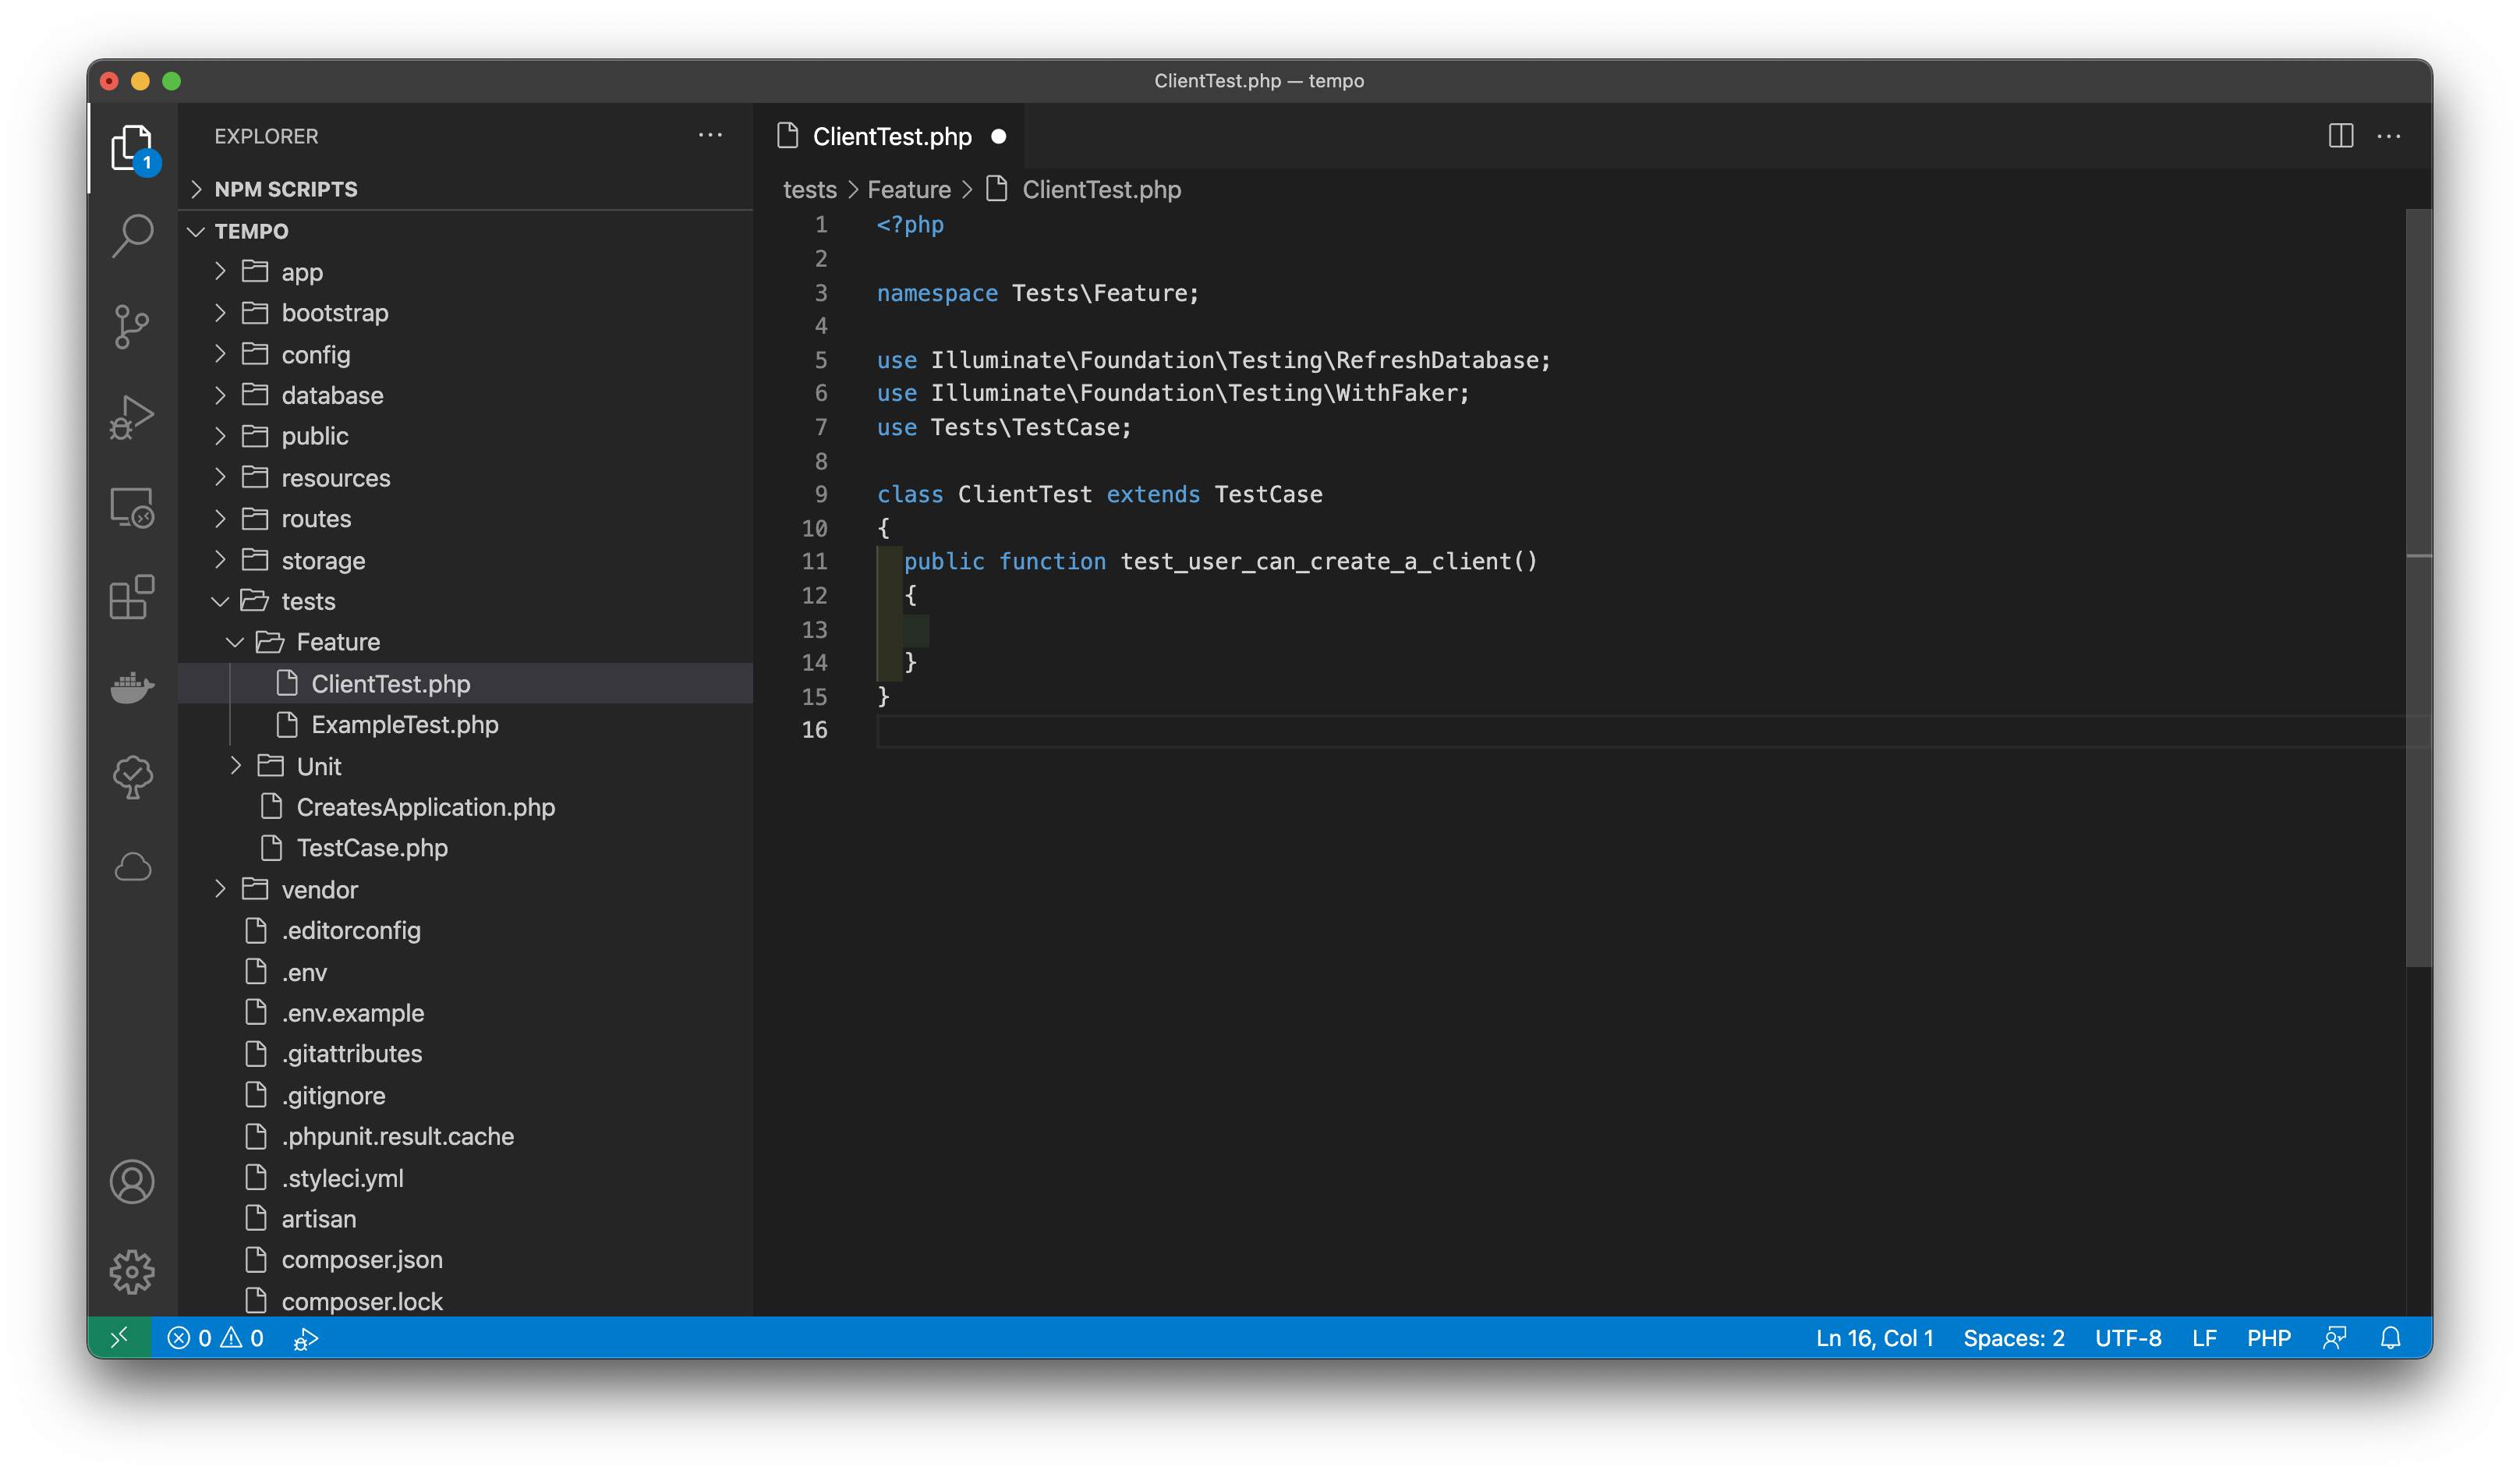 ClientTest.php — tempo
EXPLORER
1
NPM SCRIPTS
TEMPO
app
bootstrap
config
database
public
resources
routes
storage
tests
Feature
ClientTest.php
ExampleTest.php
Unit
CreatesApplication.php
TestCase.php
vendor
.editorconfig
.env
.env.example
.gitattributes
.gitignore
.phpunit.result.cache
.styleci.yml
artisan
composer.json
composer.lock
ClientTest.php
tests > Feature > ClientTest.php
1 <?php
2
3 namespace Tests\Feature;
4
5 use Illuminate\Foundation\Testing\RefreshDatabase;
6 use Illuminate\Foundation\Testing\WithFaker;
7 use Tests\TestCase;
8
9 class ClientTest extends TestCase
10 {
11 public function test_user_can_create_a_client()
12 {
13
14 }
15 }
16
0 0
Ln 16, Col 1 Spaces: 2 UTF-8 LF PHP